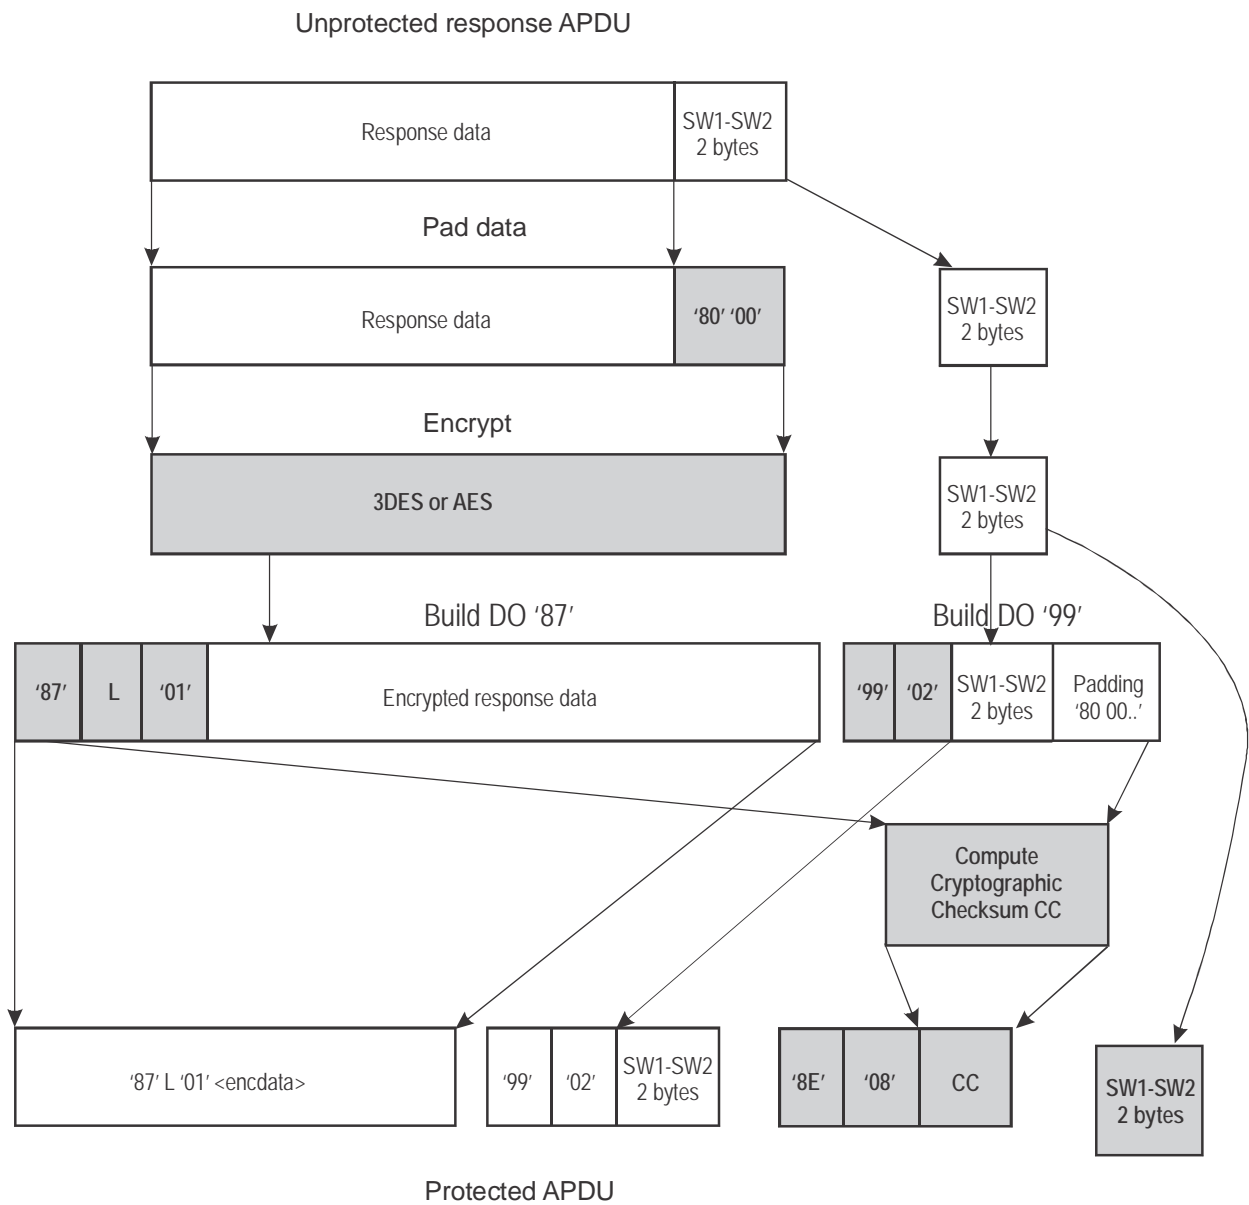 Unprotected response APDU
Response data
SW1-SW2
2 bytes
Pad data
Response data
‘80’ ‘00’
SW1-SW2
2 bytes
Encrypt
3DES or AES
SW1-SW2
2 bytes
Build DO ‘87’
Build DO ‘99’
‘87’
L
‘01’
Encrypted response data
‘99’
‘02’
SW1-SW2
2 bytes
Padding
‘80 00..’
Compute
Cryptographic
Checksum CC
‘87’ L ‘01’ <encdata>
‘99’
‘02’
SW1-SW2
2 bytes
‘8E’
‘08’
CC
SW1-SW2
2 bytes
Protected APDU